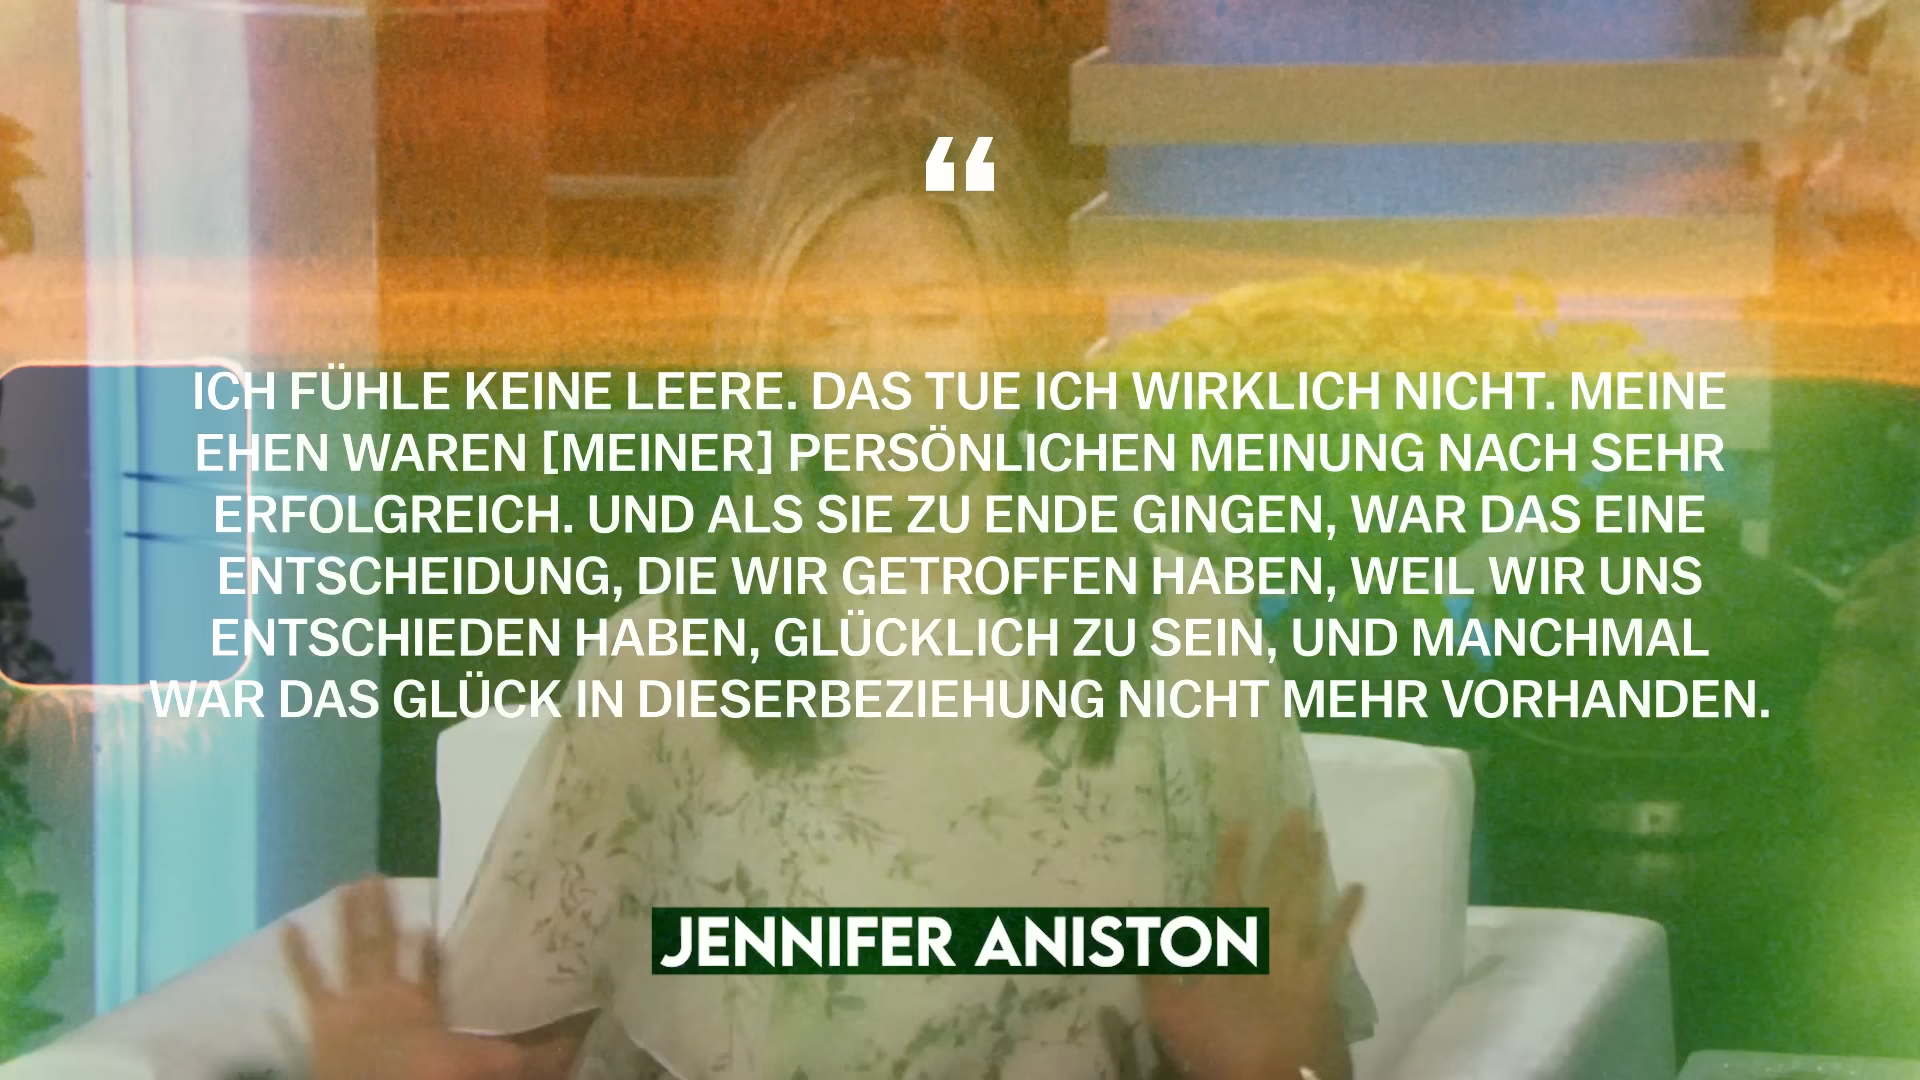 “
ICH FÜHLE KEINE LEERE. DAS TUE ICH WIRKLICH NICHT. MEINE
EHEN WAREN [MEINER] PERSÖNLICHEN MEINUNG NACH SEHR
ERFOLGREICH. UND ALS SIE ZU ENDE GINGEN, WAR DAS EINE
ENTSCHEIDUNG, DIE WIR GETROFFEN HABEN, WEIL WIR UNS
ENTSCHIEDEN HABEN, GLÜCKLICH ZU SEIN, UND MANCHMAL
WAR DAS GLÜCK IN DIESERBEZIEHUNG NICHT MEHR VORHANDEN.
JENNIFER ANISTON